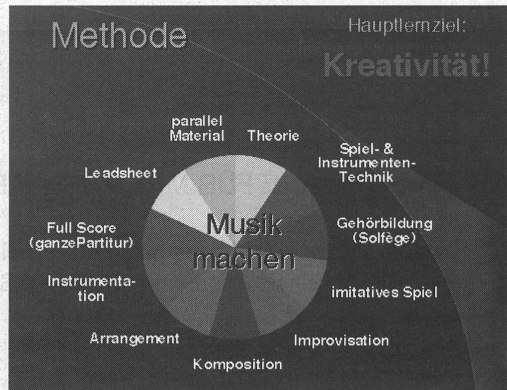 Methode
Hauptlernziel:
Kreativität!
parallel
Material
Theorie
Spiel- &
Instrumenten-
Technik
Gehörbildung
(Solfège)
imitatives Spiel
Improvisation
Komposition
Arrangement
Instrumenta-
tion
Full Score
(ganzePartitur)
Leadsheet
Musik
machen